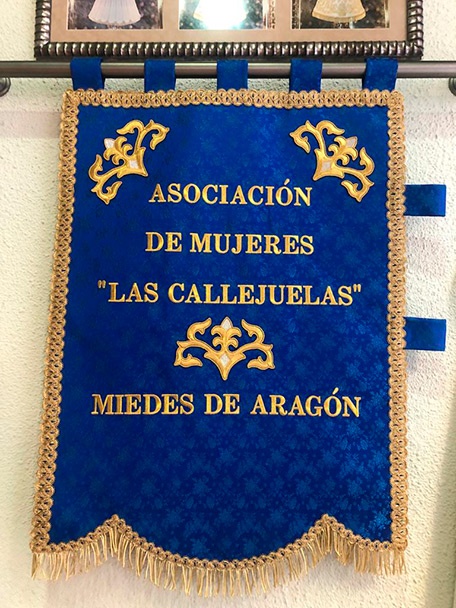 ASOCIACIÓN
DE MUJERES
"LAS CALLEJUELAS"
MIEDES DE ARAGÓN